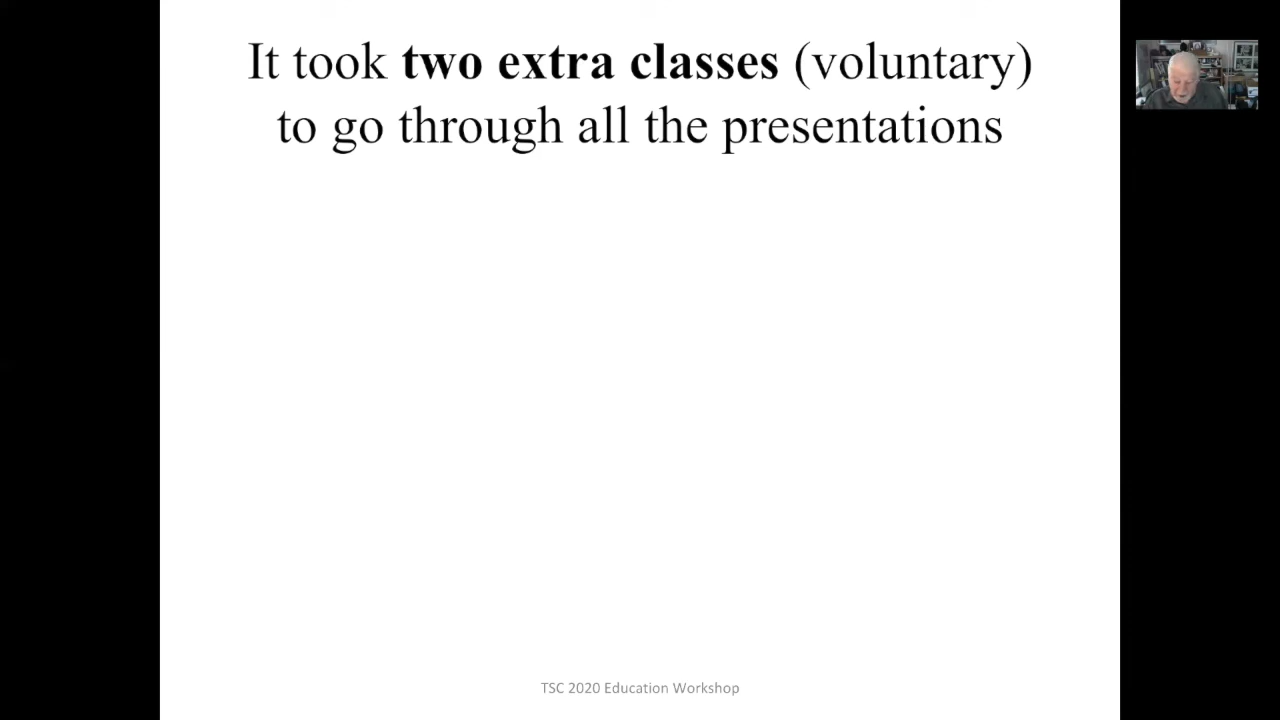 It took two extra classes (voluntary)
to go through all the presentations
TSC 2020 Education Workshop